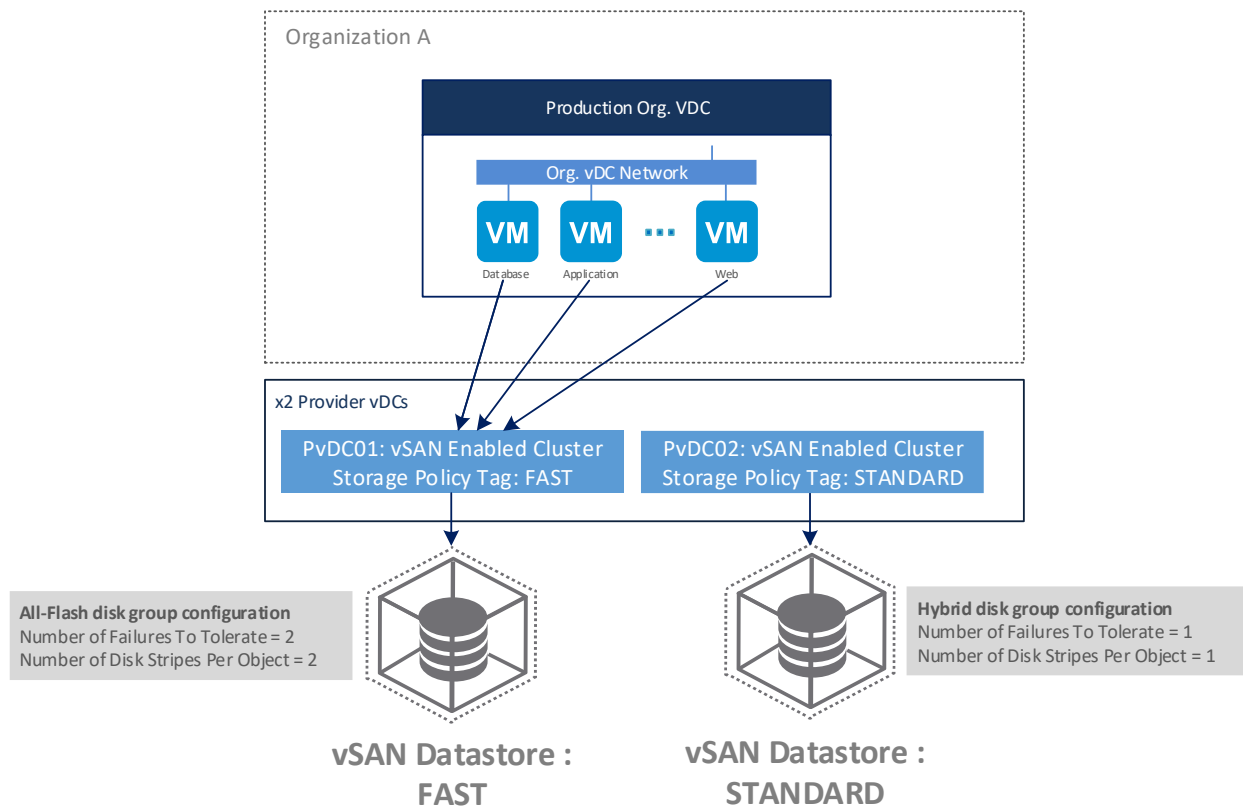 Organization A
Production Org. VDC
Org. vDC Network
VM
VM
VM
Database
Application
Web
x2 Provider vDCs
PvDC01: vSAN Enabled Cluster
Storage Policy Tag: FAST
PvDC02: vSAN Enabled Cluster
Storage Policy Tag: STANDARD
All-Flash disk group configuration
Number of Failures To Tolerate = 2
Number of Disk Stripes Per Object = 2
Hybrid disk group configuration
Number of Failures To Tolerate = 1
Number of Disk Stripes Per Object = 1
vSAN Datastore :
FAST
vSAN Datastore :
STANDARD